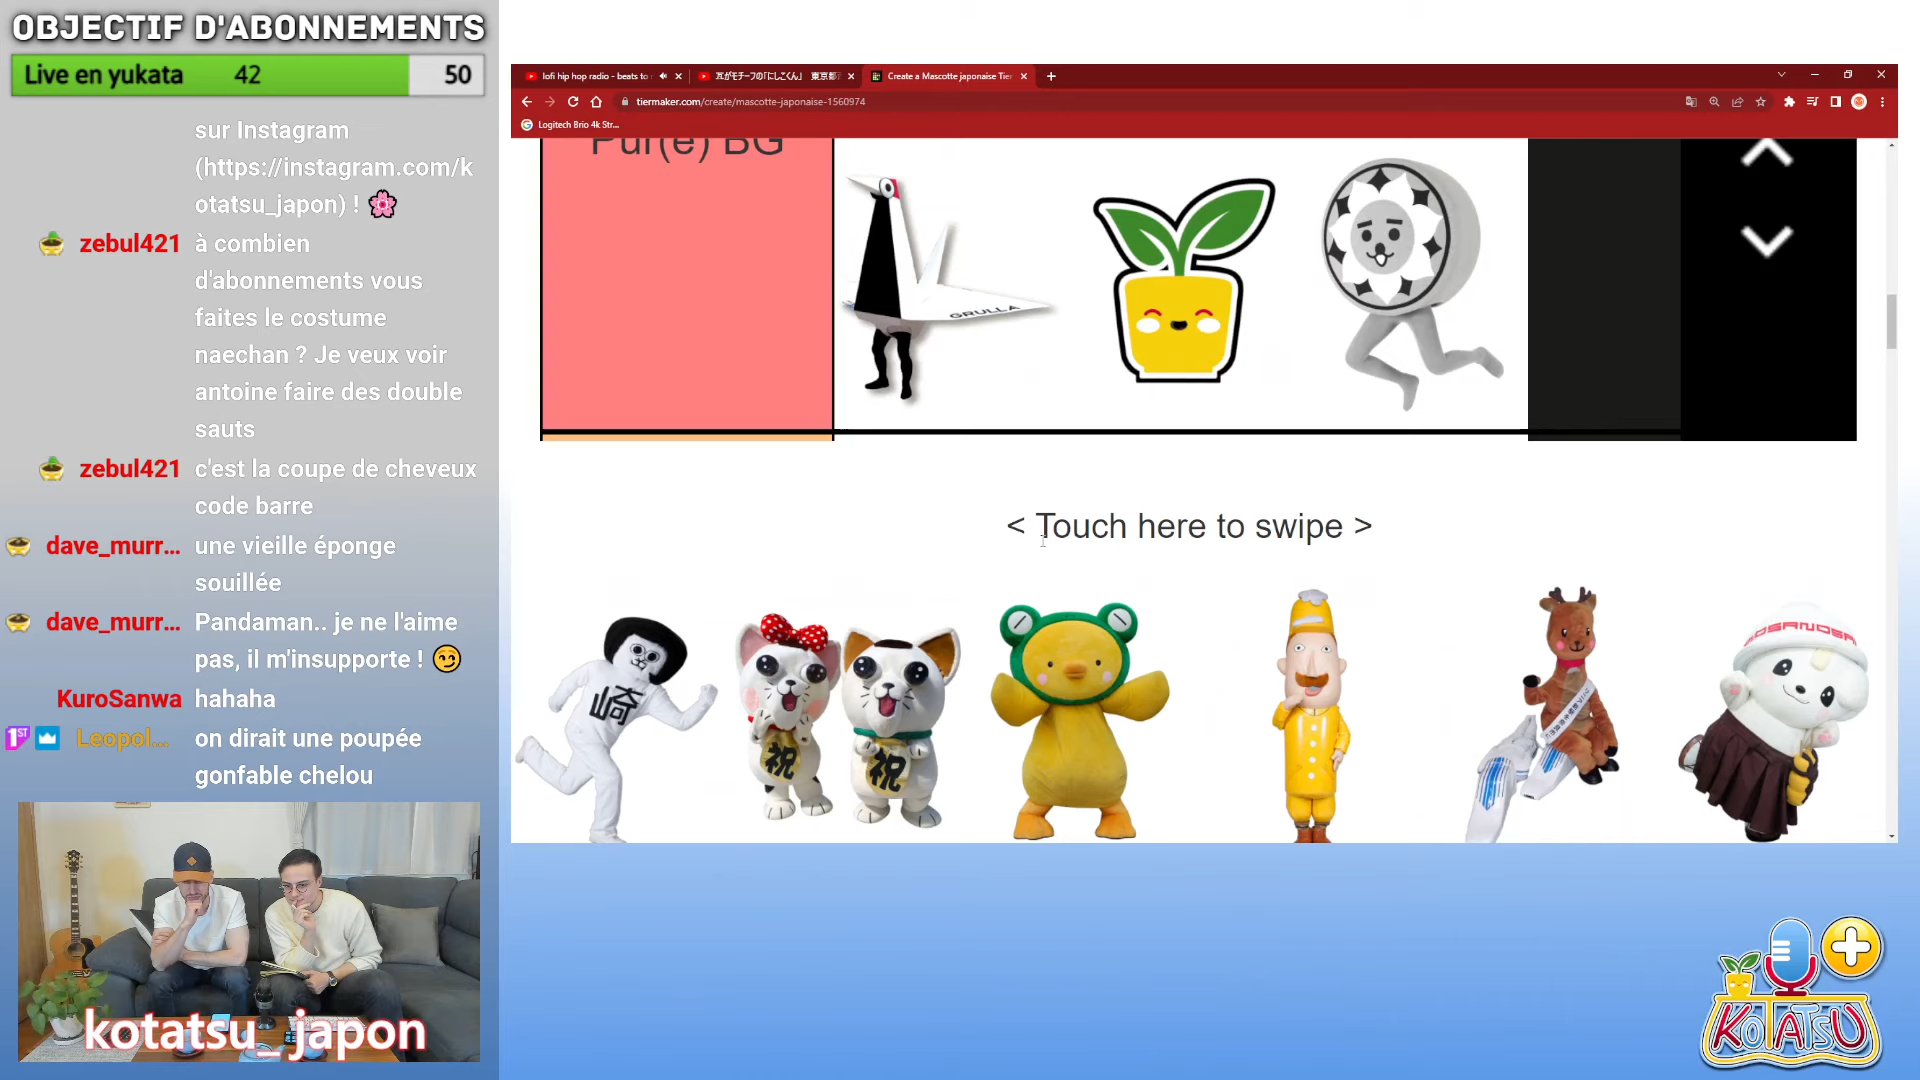 OBJECTIF D'ABONNEMENTS
Live en yukata 42 50
sur Instagram
(https://instagram.com/k
otatsu_japon) ! 🌸
zebul421 à combien
d'abonnements vous
faites le costume
naechan ? Je veux voir
antoine faire des double
sauts
zebul421 c'est la coupe de cheveux
code barre
dave_murr... une vieille éponge
souillée
dave_murr... Pandaman.. je ne l'aime
pas, il m'insupporte ! 😏
KuroSanwa hahaha
1ST Leopol... on dirait une poupée
gonfable chelou
kotatsu_japon
lofi hip hop radio - beats to
Create a Mascotte japonaise Tier
tiermaker.com/create/mascotte-japonaise-1560974
Logitech Brio 4k Str...
Pur(e) BG
GRULLA
< Touch here to swipe >
崎
祝
祝
KOTATSU